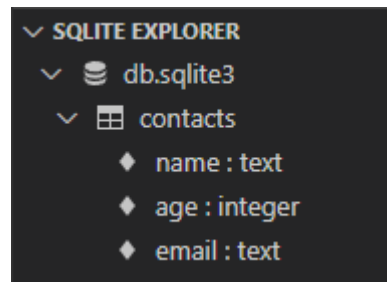 SQLITE EXPLORER
db.sqlite3
contacts
name : text
age : integer
email : text